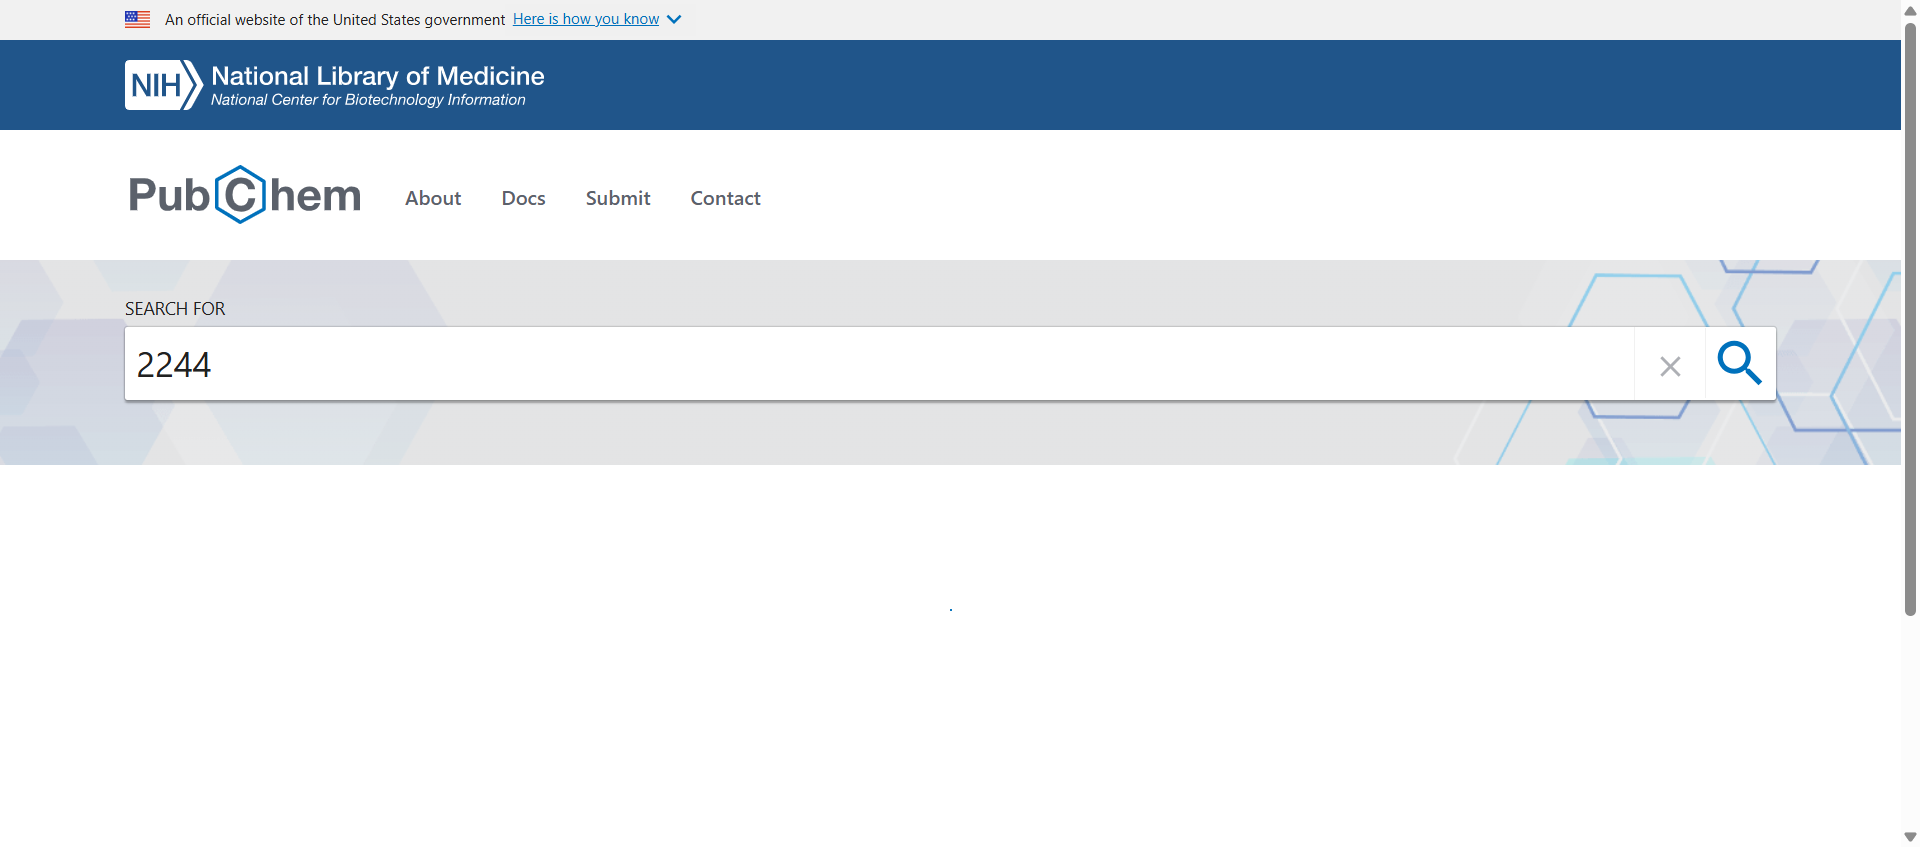 An official website of the United States government Here is how you know
NIH National Library of Medicine
National Center for Biotechnology Information
PubChem About Docs Submit Contact
SEARCH FOR
2244